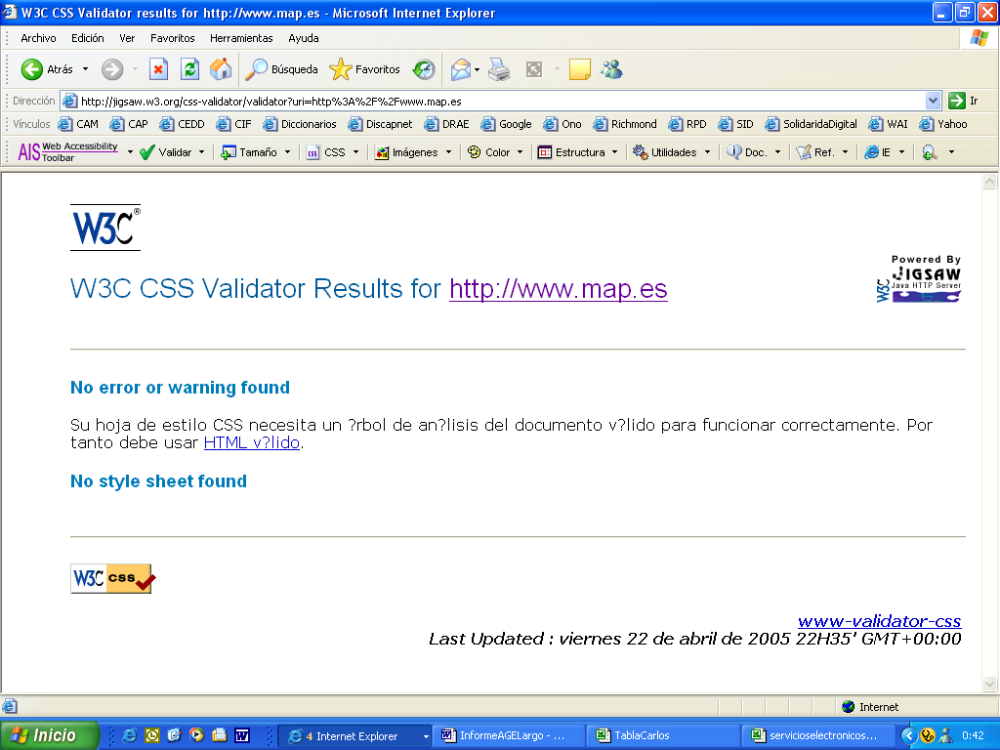 W3C CSS Validator results for http://www.map.es - Microsoft Internet Explorer
Archivo Edición Ver Favoritos Herramientas Ayuda
Atrás Búsqueda Favoritos
Dirección http://jigsaw.w3.org/css-validator/validator?uri=http%3A%2F%2Fwww.map.es Ir
Vínculos CAM CAP CEDD CIF Diccionarios Discapnet DRAE Google Ono Richmond RPD SID SolidaridaDigital WAI Yahoo
AIS Web Accessibility Toolbar Validar Tamaño CSS Imágenes Color Estructura Utilidades Doc. Ref. IE
W3C®
Powered By
JIGSAW
W3C Java HTTP Server
W3C CSS Validator Results for http://www.map.es
No error or warning found
Su hoja de estilo CSS necesita un ?rbol de an?lisis del documento v?lido para funcionar correctamente. Por
tanto debe usar HTML v?lido.
No style sheet found
W3C css
www-validator-css
Last Updated : viernes 22 de abril de 2005 22H35' GMT+00:00
Internet
Inicio 4 Internet Explorer InformeAGELargo - ... TablaCarlos servicioselectronicos... 0:42